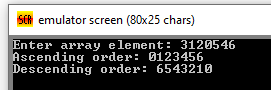 emulator screen (80x25 chars)
Enter array element: 3120546
Ascending order: 0123456
Descending order: 6543210